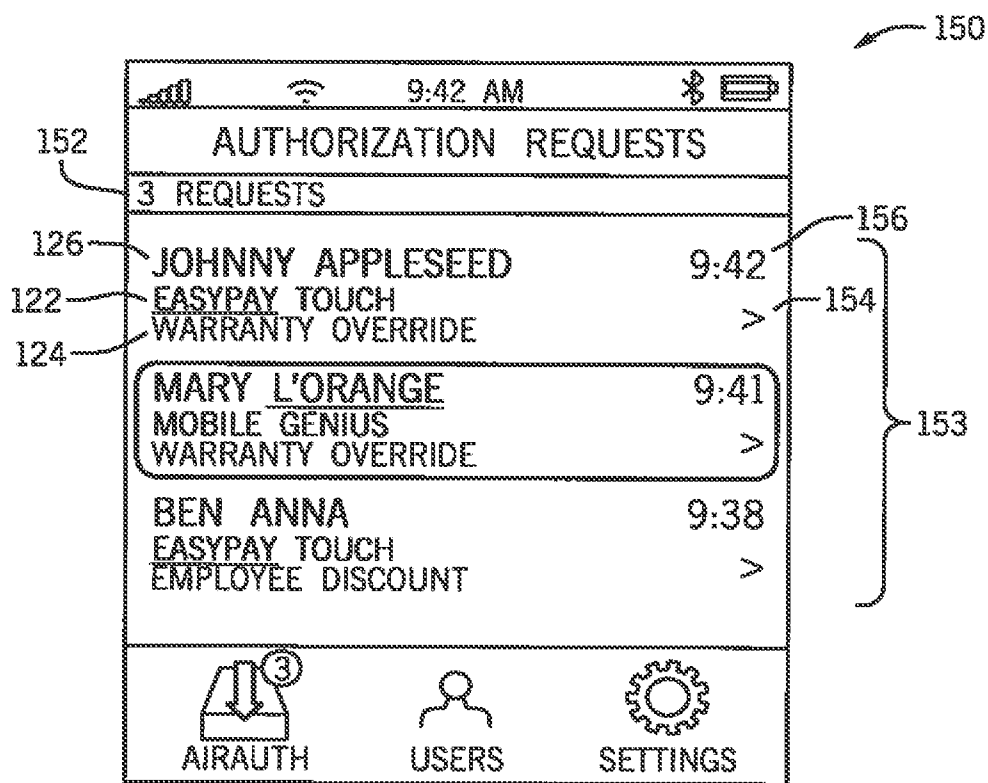 150
9:42 AM
152
AUTHORIZATION REQUESTS
3 REQUESTS
156
126
JOHNNY APPLESEED 9:42
122
EASYPAY TOUCH
154
>
124
WARRANTY OVERRIDE
MARY L'ORANGE 9:41
MOBILE GENIUS
WARRANTY OVERRIDE >
153
BEN ANNA 9:38
EASYPAY TOUCH
EMPLOYEE DISCOUNT >
3
AIRAUTH USERS SETTINGS